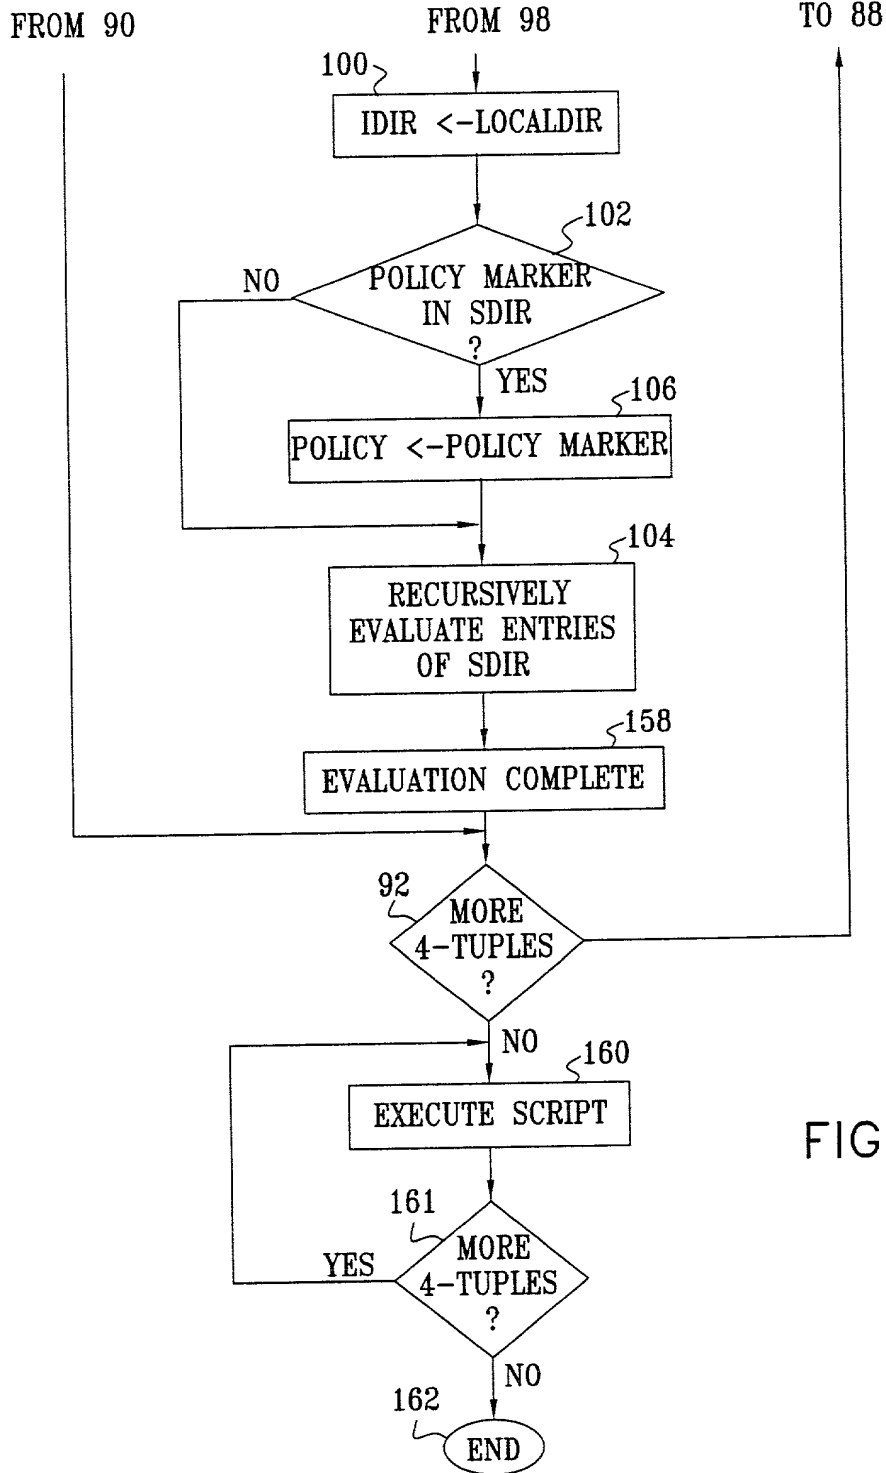 FROM 90
FROM 98
TO 88
100
IDIR <-LOCALDIR
102
NO
POLICY MARKER
IN SDIR
?
YES
106
POLICY <-POLICY MARKER
104
RECURSIVELY
EVALUATE ENTRIES
OF SDIR
158
EVALUATION COMPLETE
92
MORE
4-TUPLES
?
NO
160
EXECUTE SCRIPT
FIG
161
MORE
YES
4-TUPLES
?
NO
162
END